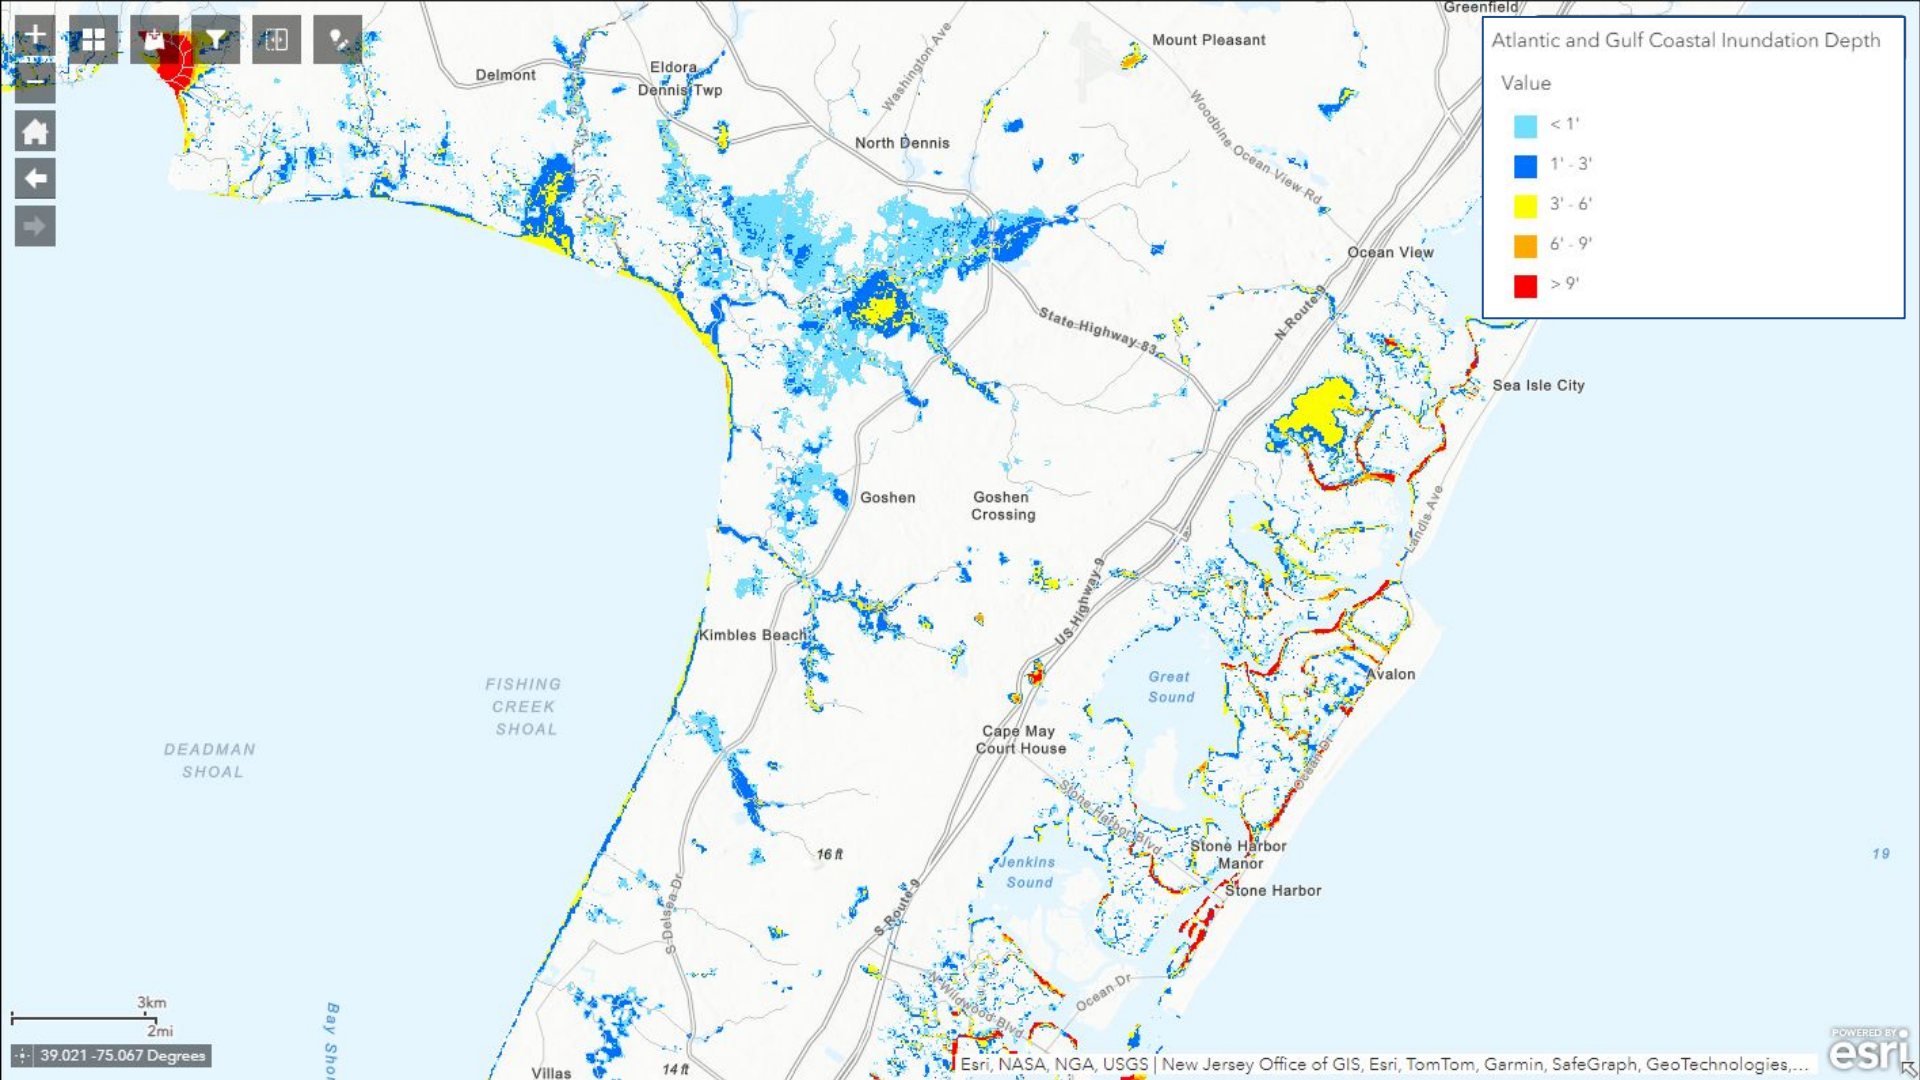 Greenfield
Atlantic and Gulf Coastal Inundation Depth
Value
< 1'
1' - 3'
3' - 6'
6' - 9'
> 9'
Mount Pleasant
Delmont
Eldora
Dennis Twp
Washington Ave
Woodbine Ocean View Rd
North Dennis
Ocean View
N Route 9
State Highway 83
Sea Isle City
Landis Ave
Goshen
Goshen
Crossing
US Highway 9
Kimbles Beach
Great
Sound
Avalon
FISHING
CREEK
SHOAL
DEADMAN
SHOAL
Cape May
Court House
Ocean Dr
Stone Harbor Blvd
Stone Harbor
Manor
Stone Harbor
Jenkins
Sound
16 ft
19
S Delsea Dr
S Route 9
Ocean Dr
N Wildwood Blvd
3km
2mi
Bay Shor
39.021 -75.067 Degrees
Villas
14 ft
Esri, NASA, NGA, USGS | New Jersey Office of GIS, Esri, TomTom, Garmin, SafeGraph, GeoTechnologies,...
POWERED BY
esri